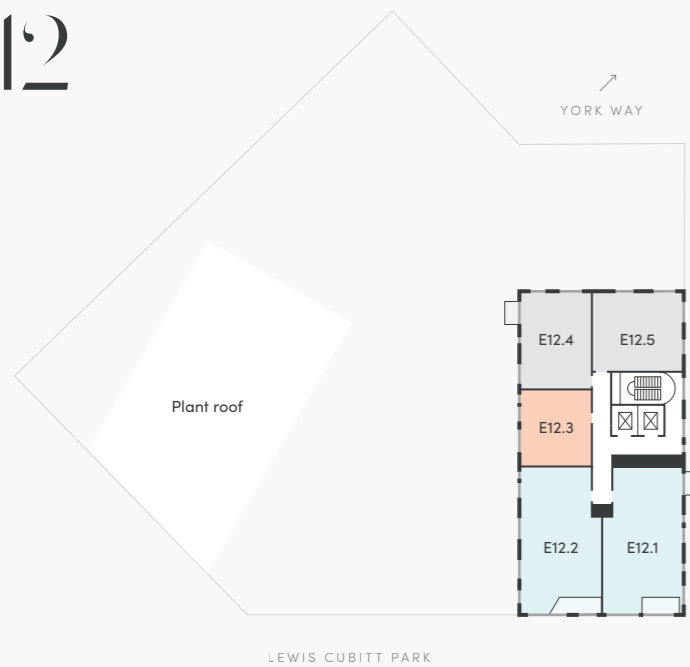 12
YORK WAY
E12.4
E12.5
Plant roof
E12.3
E12.2
E12.1
LEWIS CUBITT PARK